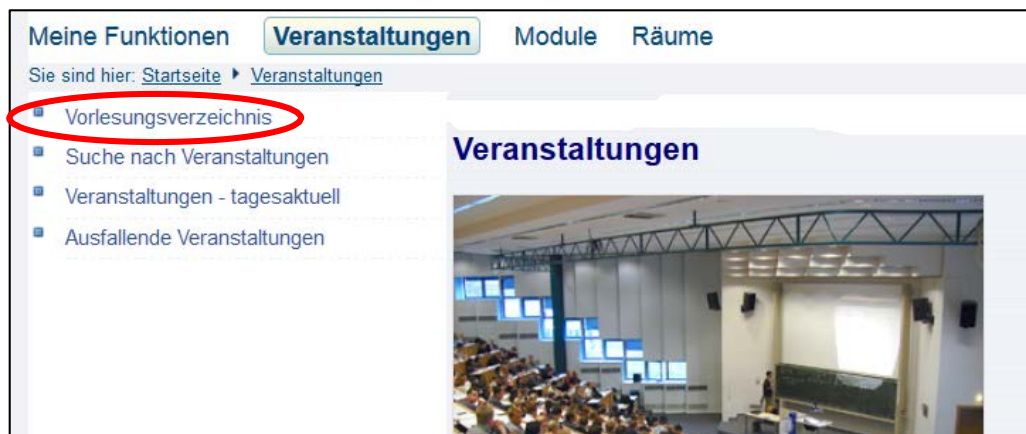 Meine Funktionen Veranstaltungen Module Räume
Sie sind hier: Startseite Veranstaltungen
Vorlesungsverzeichnis
Suche nach Veranstaltungen
Veranstaltungen - tagesaktuell
Ausfallende Veranstaltungen
Veranstaltungen